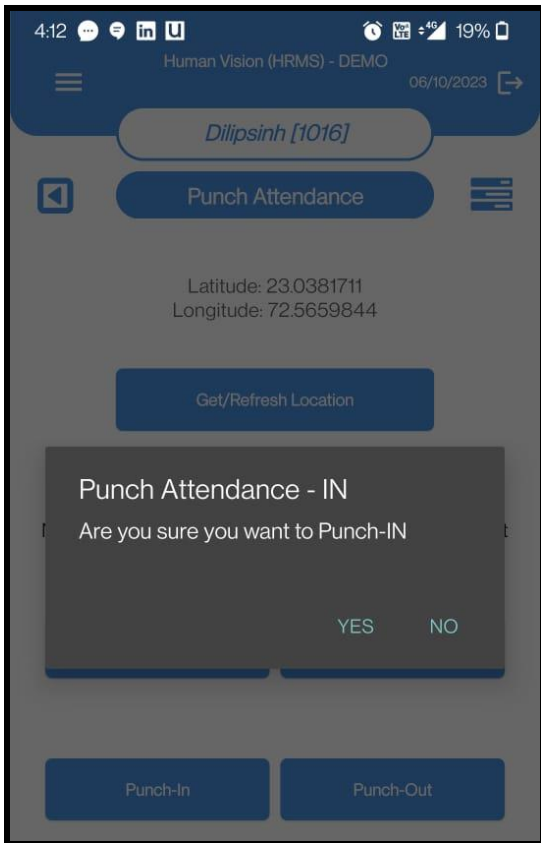 4:12 19%
Human Vision (HRMS) - DEMO
06/10/2023
Dilipsinh [1016]
Punch Attendance
Latitude: 23.0381711
Longitude: 72.5659844
Get/Refresh Location
Punch Attendance - IN
Are you sure you want to Punch-IN
YES NO
Punch-In Punch-Out